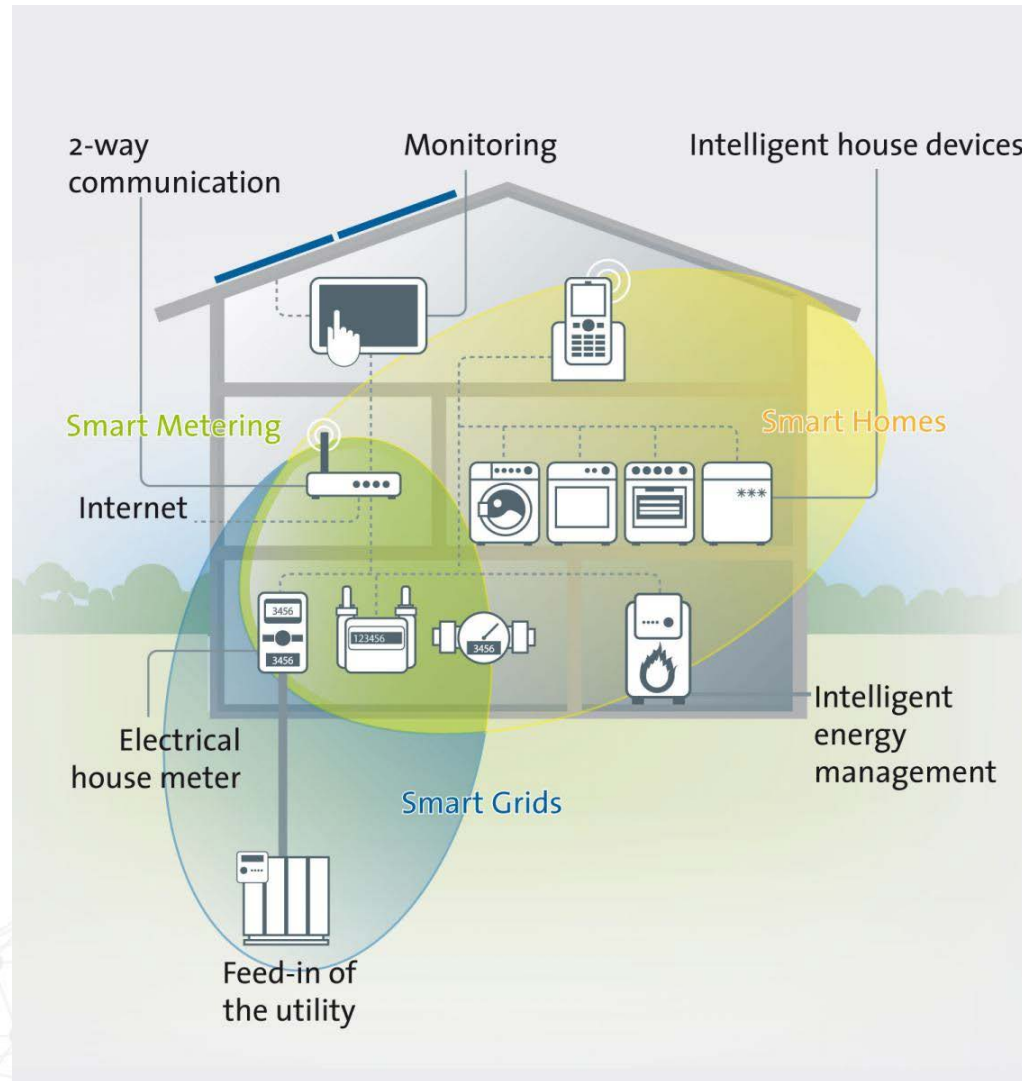 2-way
communication
Monitoring
Intelligent house devices
Smart Metering
Smart Homes
Internet
3456
3456
123456
3456
Electrical
house meter
Intelligent
energy
management
Smart Grids
Feed-in of
the utility